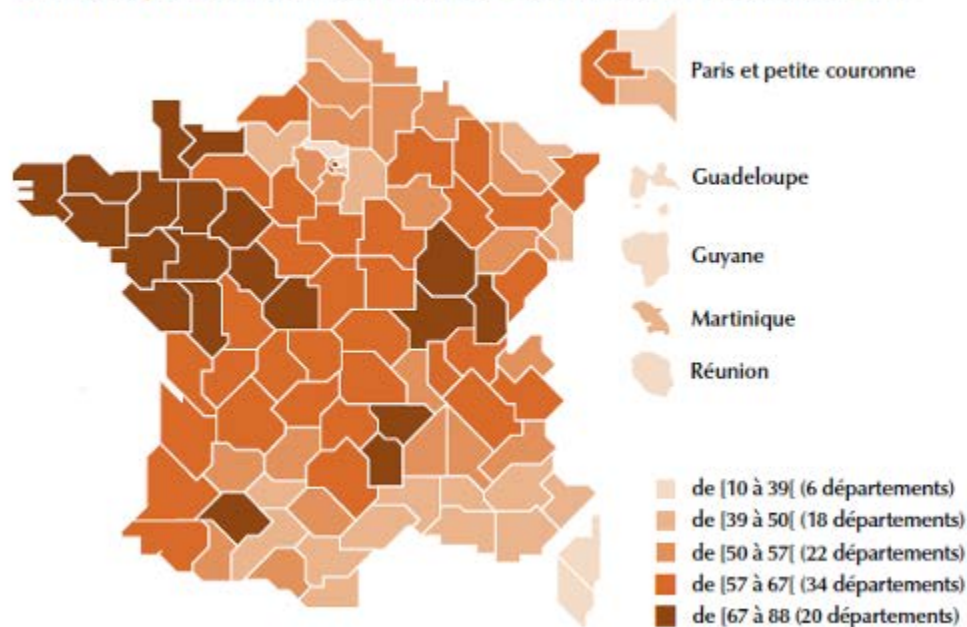 Paris et petite couronne
Guadeloupe
Guyane
Martinique
Réunion
de [10 à 39[ (6 départements)
de [39 à 50[ (18 départements)
de [50 à 57[ (22 départements)
de [57 à 67[ (34 départements)
de [67 à 88 (20 départements)